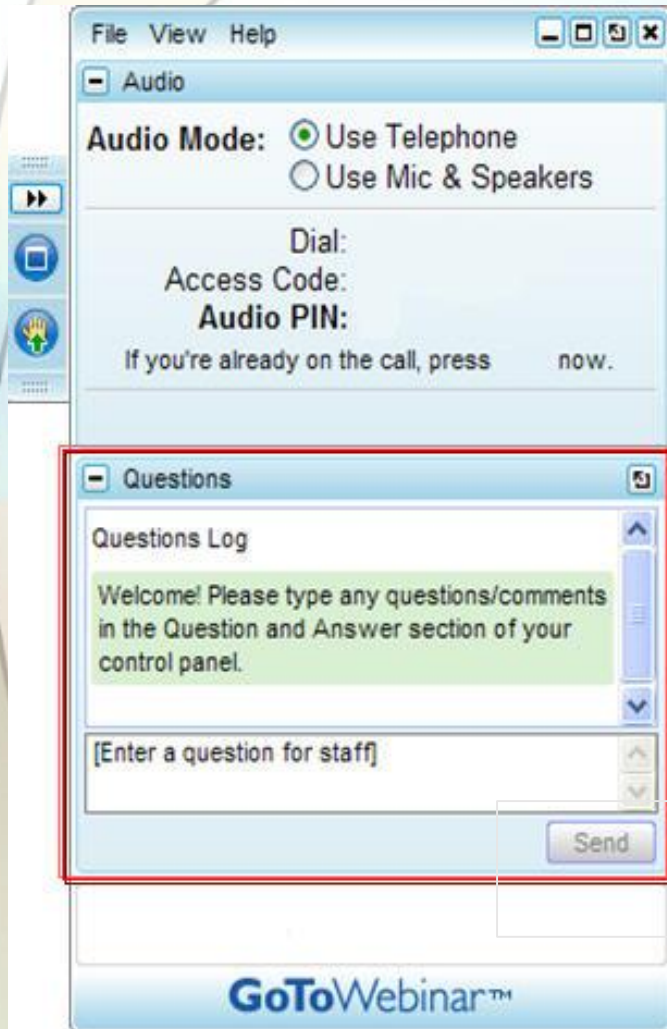 File View Help
Audio
Audio Mode: Use Telephone
Use Mic & Speakers
Dial:
Access Code:
Audio PIN:
If you're already on the call, press now.
Questions
Questions Log
Welcome! Please type any questions/comments
in the Question and Answer section of your
control panel.
[Enter a question for staff]
Send
GoToWebinar™